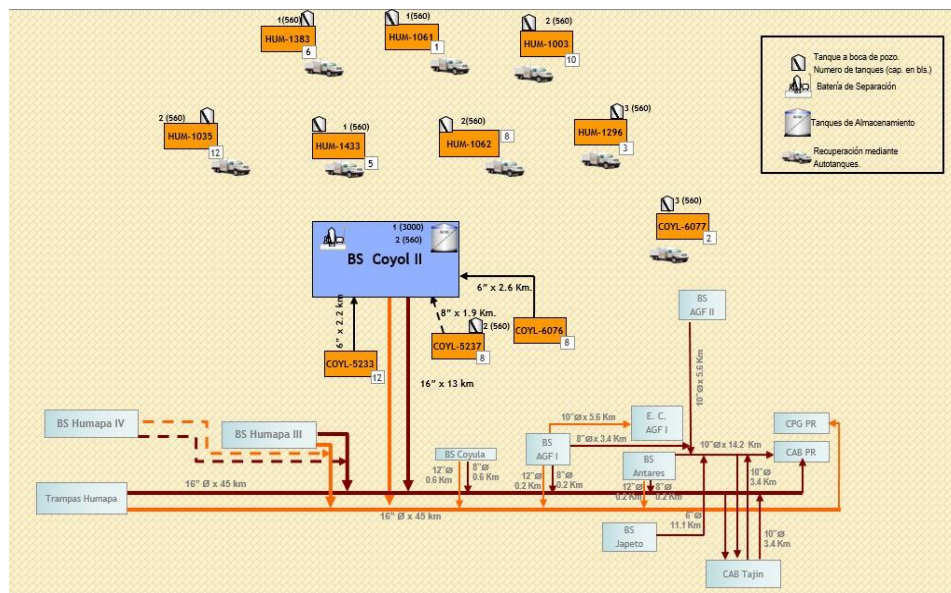 1(560)
HUM-1383
6
1(560)
HUM-1061
1
2 (560)
HUM-1003
10
Tanque a boca de pozo.
Numero de tanques (cap. en bls.)
Batería de Separación
Tanques de Almacenamiento
Recuperación mediante
Autotanques.
2 (560)
HUM-1035
12
1 (560)
HUM-1433
5
2(560)
HUM-1062
8
3 (560)
HUM-1296
3
3 (560)
COYL-6077
2
1 (3000)
2 (560)
BS Coyol II
6" x 2.6 Km.
6" x 2.2 km
8" x 1.9 Km.
2 (560)
COYL-5237
8
COYL-6076
8
COYL-5233
12
16" x 13 km
BS
AGF II
10"Ø x 5.6 Km
BS Humapa IV
BS Humapa III
10"Ø x 5.6 Km
E. C.
AGF I
CPG PR
BS Coyula
BS
AGF I
8"Ø x 3.4 Km
10"Ø x 14.2 Km
CAB PR
BS
Antares
12"Ø
0.6 Km
8"Ø
0.6 Km
12"Ø
0.2 Km
8"Ø
0.2 Km
12"Ø
0.2 Km
8"Ø
0.2 Km
10"Ø
3.4 Km
Trampas Humapa
16" Ø x 45 km
16" Ø x 45 km
BS
Japeto
6"Ø
11.1 Km
10"Ø
3.4 Km
CAB Tajín